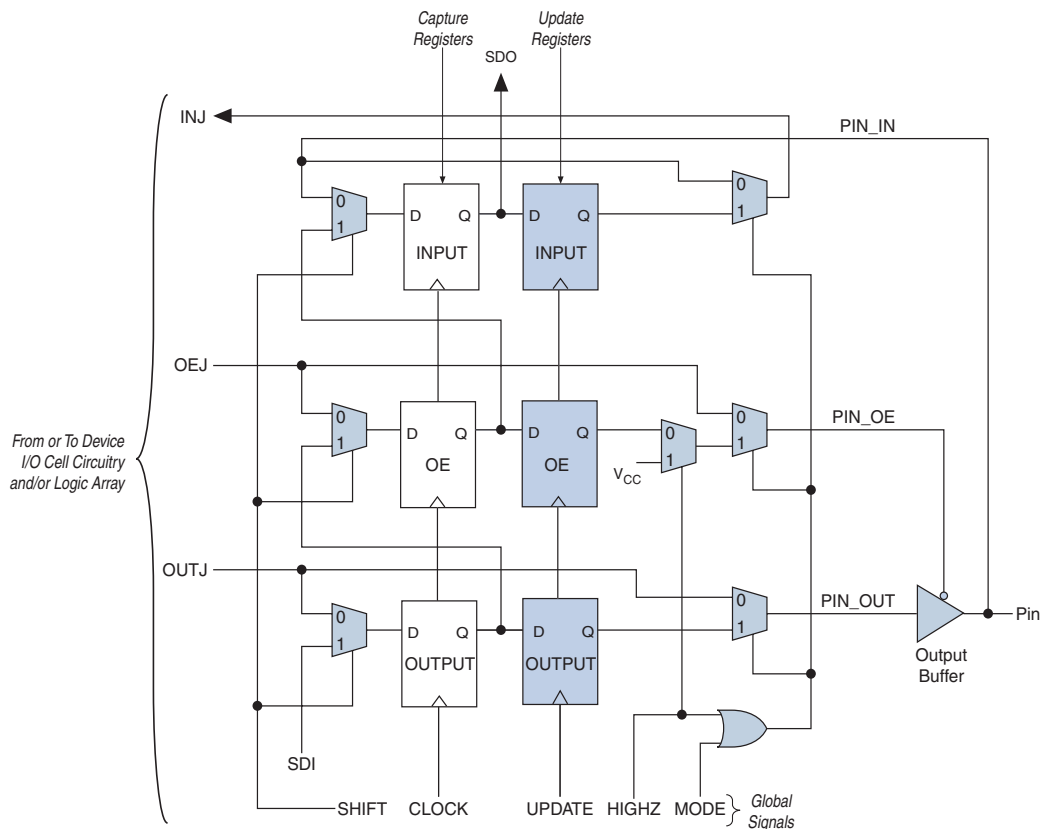 Capture
Registers
Update
Registers
SDO
INJ
PIN_IN
0
1
D Q
INPUT
D Q
INPUT
0
1
OEJ
0
1
D Q
OE
D Q
OE
0
1
VCC
0
1
PIN_OE
From or To Device
I/O Cell Circuitry
and/or Logic Array
OUTJ
0
1
D Q
OUTPUT
D Q
OUTPUT
0
1
PIN_OUT
Pin
Output
Buffer
SDI
SHIFT
CLOCK
UPDATE
HIGHZ
MODE
Global
Signals